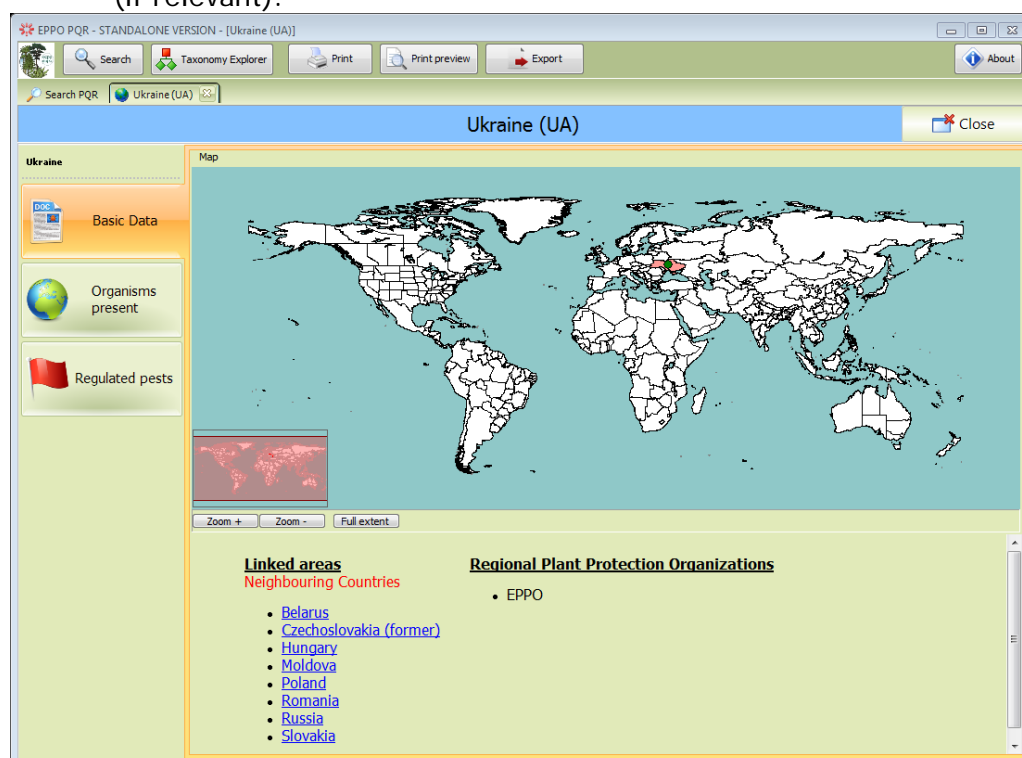 (if relevant).
EPPO PQR - STANDALONE VERSION - [Ukraine (UA)]
Search
Taxonomy Explorer
Print
Print preview
Export
About
Search PQR
Ukraine (UA)
Ukraine (UA)
Close
Ukraine
Map
DOC
Basic Data
Organisms
present
Regulated pests
Zoom +
Zoom -
Full extent
Linked areas
Regional Plant Protection Organizations
Neighbouring Countries
• EPPO
• Belarus
• Czechoslovakia (former)
• Hungary
• Moldova
• Poland
• Romania
• Russia
• Slovakia